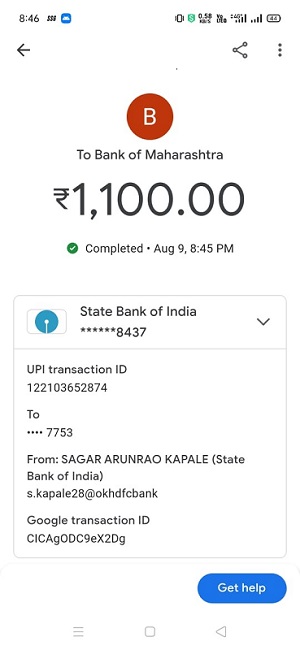 8:46
0.58
KB/S
44
B
To Bank of Maharashtra
₹1,100.00
Completed • Aug 9, 8:45 PM
State Bank of India
******8437
UPI transaction ID
122103652874
To
•••• 7753
From: SAGAR ARUNRAO KAPALE (State
Bank of India)
s.kapale28@okhdfcbank
Google transaction ID
CICAgODC9eX2Dg
Get help